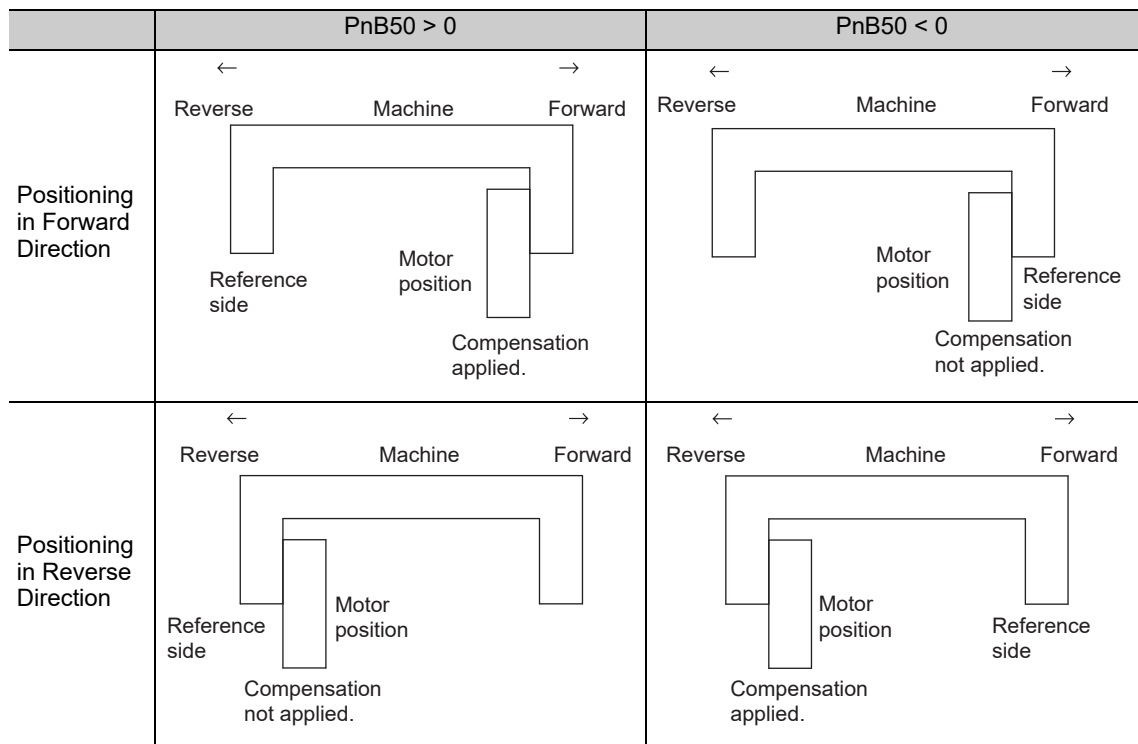 PnB50 > 0
PnB50 < 0
Positioning
in Forward
Direction
← →
Reverse Machine Forward
Reference
side
Motor
position
Compensation
applied.
← →
Reverse Machine Forward
Motor
position
Reference
side
Compensation
not applied.
Positioning
in Reverse
Direction
← →
Reverse Machine Forward
Reference
side
Motor
position
Compensation
not applied.
← →
Reverse Machine Forward
Motor
position
Reference
side
Compensation
applied.